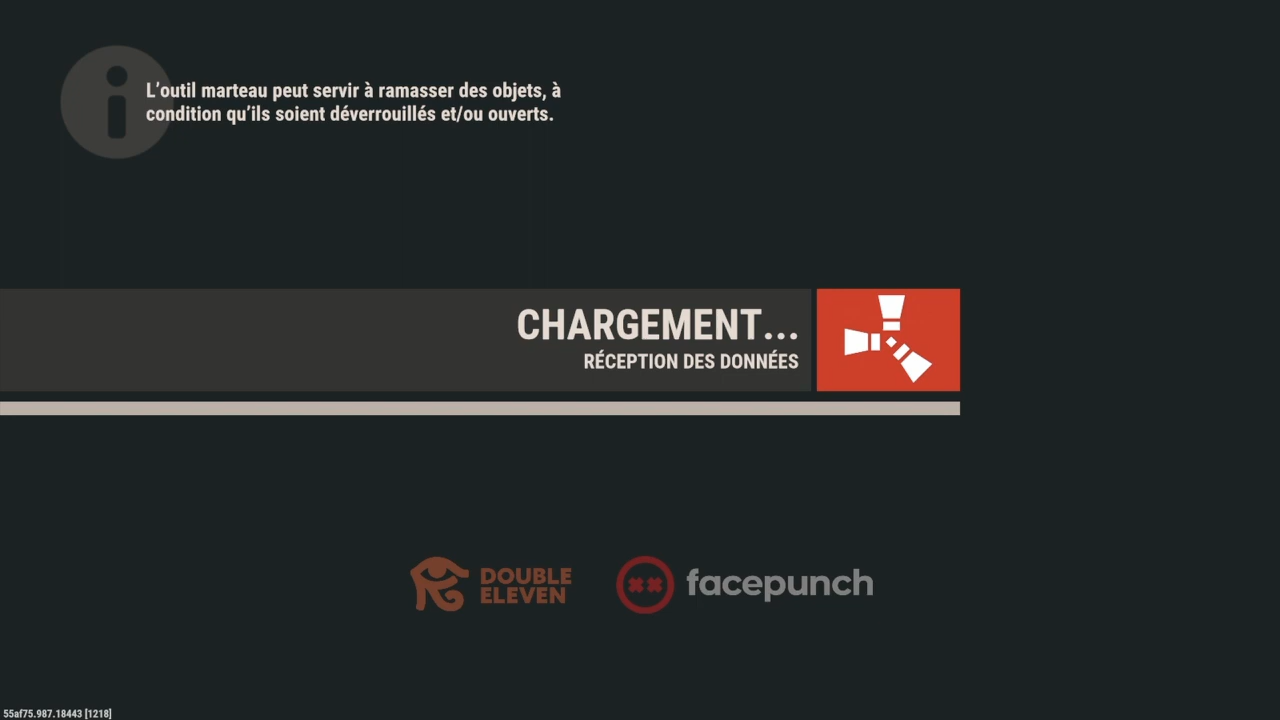 L'outil marteau peut servir à ramasser des objets, à
condition qu'ils soient déverrouillés et/ou ouverts.
CHARGEMENT...
RÉCEPTION DES DONNÉES
DOUBLE
ELEVEN
facepunch
55af75.987.18443 [1218]